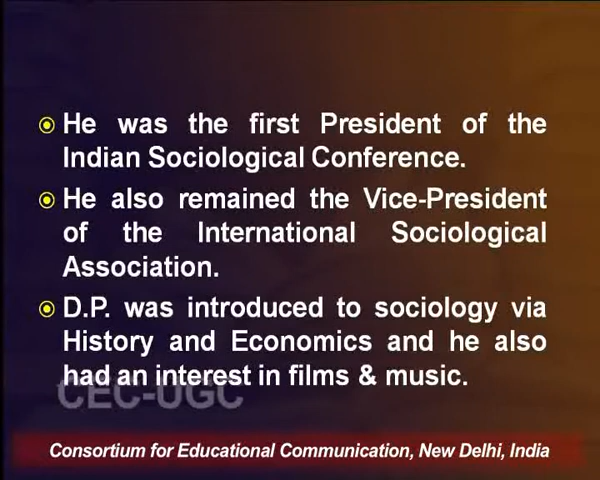 He was the first President of the
Indian Sociological Conference.
He also remained the Vice-President
of the International Sociological
Association.
D.P. was introduced to sociology via
History and Economics and he also
had an interest in films & music.
CEC-UGC
Consortium for Educational Communication, New Delhi, India